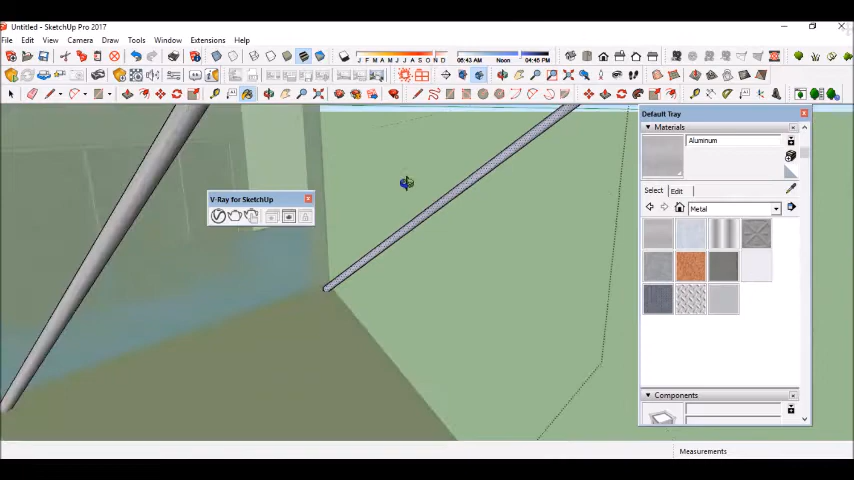 Untitled - SketchUp Pro 2017
File Edit View Camera Draw Tools Window Extensions Help
J F M A M J J A S O N D 06:43 AM Noon 04:45 PM
Default Tray
Materials
Aluminum
Select Edit
Metal
V-Ray for SketchUp
Components
Measurements